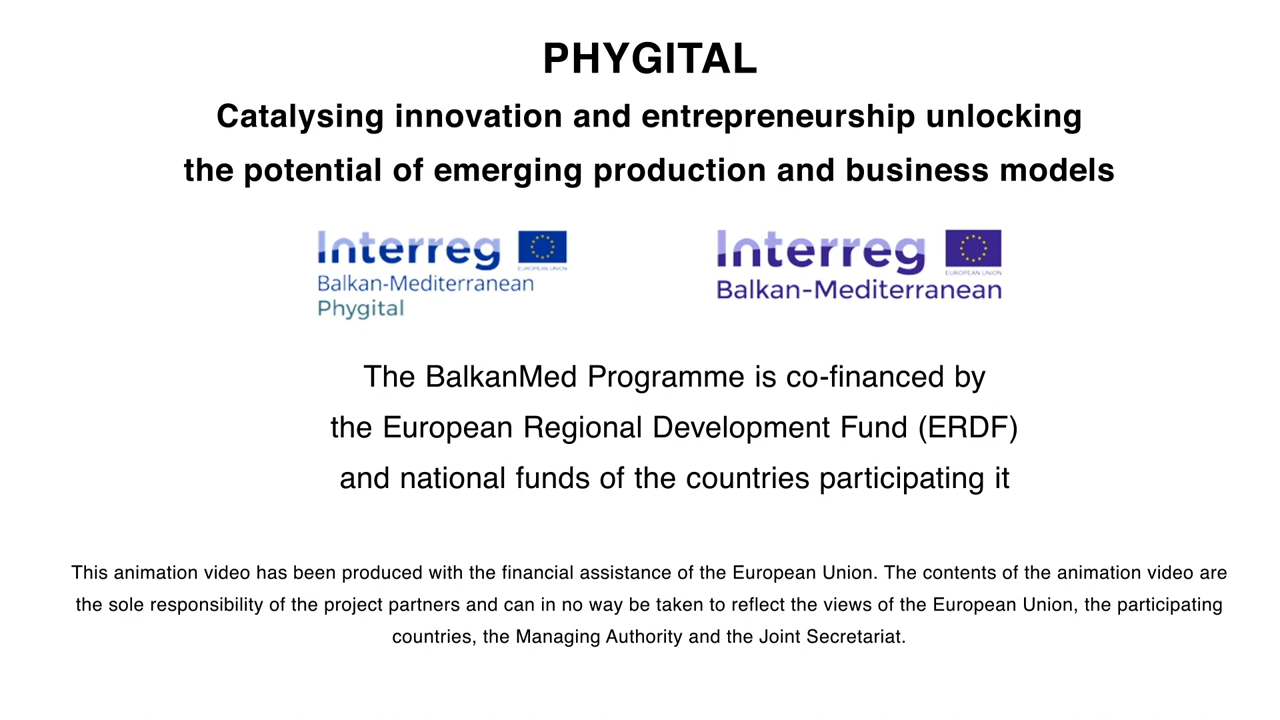 PHYGITAL
Catalysing innovation and entrepreneurship unlocking
the potential of emerging production and business models
Interreg
EUROPEAN UNION
Balkan-Mediterranean
Phygital
Interreg
EUROPEAN UNION
Balkan-Mediterranean
The BalkanMed Programme is co-financed by
the European Regional Development Fund (ERDF)
and national funds of the countries participating it
This animation video has been produced with the financial assistance of the European Union. The contents of the animation video are
the sole responsibility of the project partners and can in no way be taken to reflect the views of the European Union, the participating
countries, the Managing Authority and the Joint Secretariat.